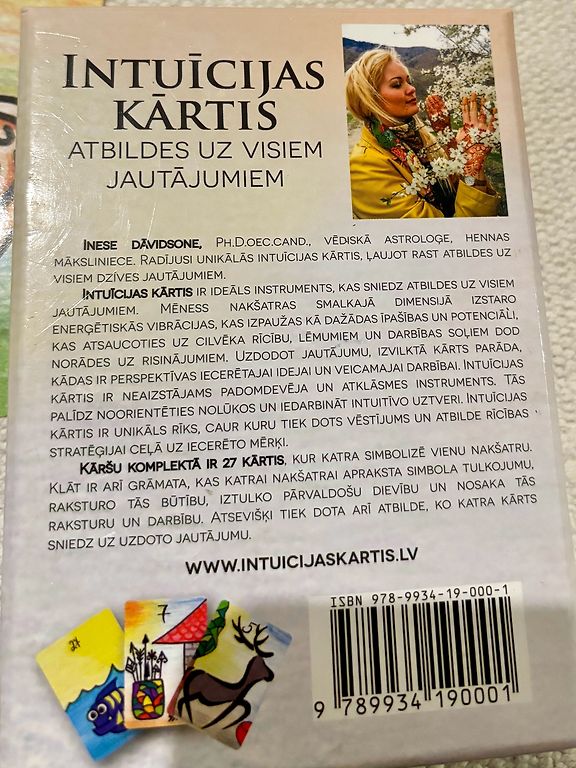 INTUĪCIJAS
KĀRTIS
ATBILDES UZ VISIEM
JAUTĀJUMIEM
INESE DĀVIDSONE, PH.D.OEC.CAND., VĒDISKĀ ASTROLOĢE, HENNAS
MĀKSLINIECE. RADĪJUSI UNIKĀLĀS INTUĪCIJAS KĀRTIS, ĻAUJOT RAST ATBILDES UZ
VISIEM DZĪVES JAUTĀJUMIEM.
INTUĪCIJAS KĀRTIS IR IDEĀLS INSTRUMENTS, KAS SNIEDZ ATBILDES UZ VISIEM
JAUTĀJUMIEM. MĒNESS NAKŠATRAS SMALKAJĀ DIMENSIJĀ IZSTARO
ENERĢĒTISKĀS VIBRĀCIJAS, KAS IZPAUŽAS KĀ DAŽĀDAS ĪPAŠĪBAS UN POTENCIĀLI,
KAS ATSAUCOTIES UZ CILVĒKA RĪCĪBU, LĒMUMIEM UN DARBĪBAS SOĻIEM DOD
NORĀDES UZ RISINĀJUMIEM. UZDODOT JAUTĀJUMU, IZVILKTĀ KĀRTS PARĀDA,
KĀDAS IR PERSPEKTĪVAS IECERĒTAJAI IDEJAI UN VEICAMAJAI DARBĪBAI. INTUĪCIJAS
KĀRTIS IR NEAIZSTĀJAMS PADOMDEVĒJA UN ATKLĀSMES INSTRUMENTS. TĀS
PALĪDZ NOORIENTĒTIES NOLŪKOS UN IEDARBINĀT INTUITĪVO UZTVERI. INTUĪCIJAS
KĀRTIS IR UNIKĀLS RĪKS, CAUR KURU TIEK DOTS VĒSTĪJUMS UN ATBILDE RĪCĪBAS
STRATĒĢIJAI CEĻĀ UZ IECERĒTO MĒRĶI.
KĀRŠU KOMPLEKTĀ IR 27 KĀRTIS, KUR KATRA SIMBOLIZĒ VIENU NAKŠATRU.
KLĀT IR ARĪ GRĀMATA, KAS KATRAI NAKŠATRAI APRAKSTA SIMBOLA TULKOJUMU,
RAKSTURO TĀS BŪTĪBU, IZTULKO PĀRVALDOŠU DIEVĪBU UN NOSAKA TĀS
RAKSTURU UN DARBĪBU. ATSEVIŠĶI TIEK DOTA ARĪ ATBILDE, KO KATRA KĀRTS
SNIEDZ UZ UZDOTO JAUTĀJUMU.
WWW.INTUICIJASKARTIS.LV
ISBN 978-9934-19-000-1
9 789934 190001
27
7
5